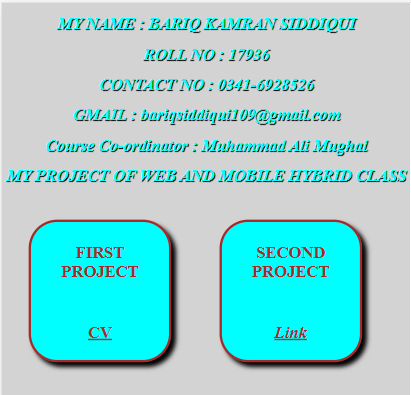 MY NAME : BARIQ KAMRAN SIDDIQUI
ROLL NO : 17936
CONTACT NO : 0341-6928526
GMAIL : bariqsiddiqui109@gmail.com
Course Co-ordinator : Muhammad Ali Mughal
MY PROJECT OF WEB AND MOBILE HYBRID CLASS
FIRST
PROJECT
CV
SECOND
PROJECT
Link